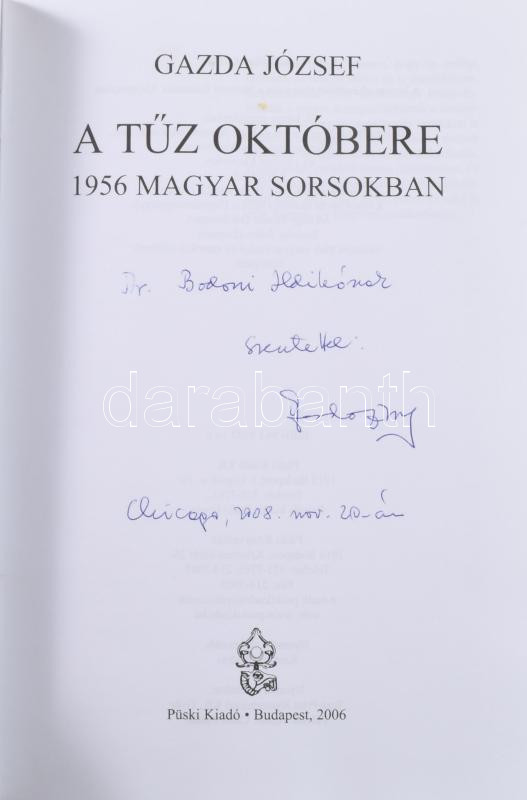 GAZDA JÓZSEF
A TŰZ OKTÓBERE
1956 MAGYAR SORSOKBAN
Dr. Bodoni Ildikónak
szeretettel:
darabanth
Chicago, 2008. nov. 20-án
Püski Kiadó • Budapest, 2006